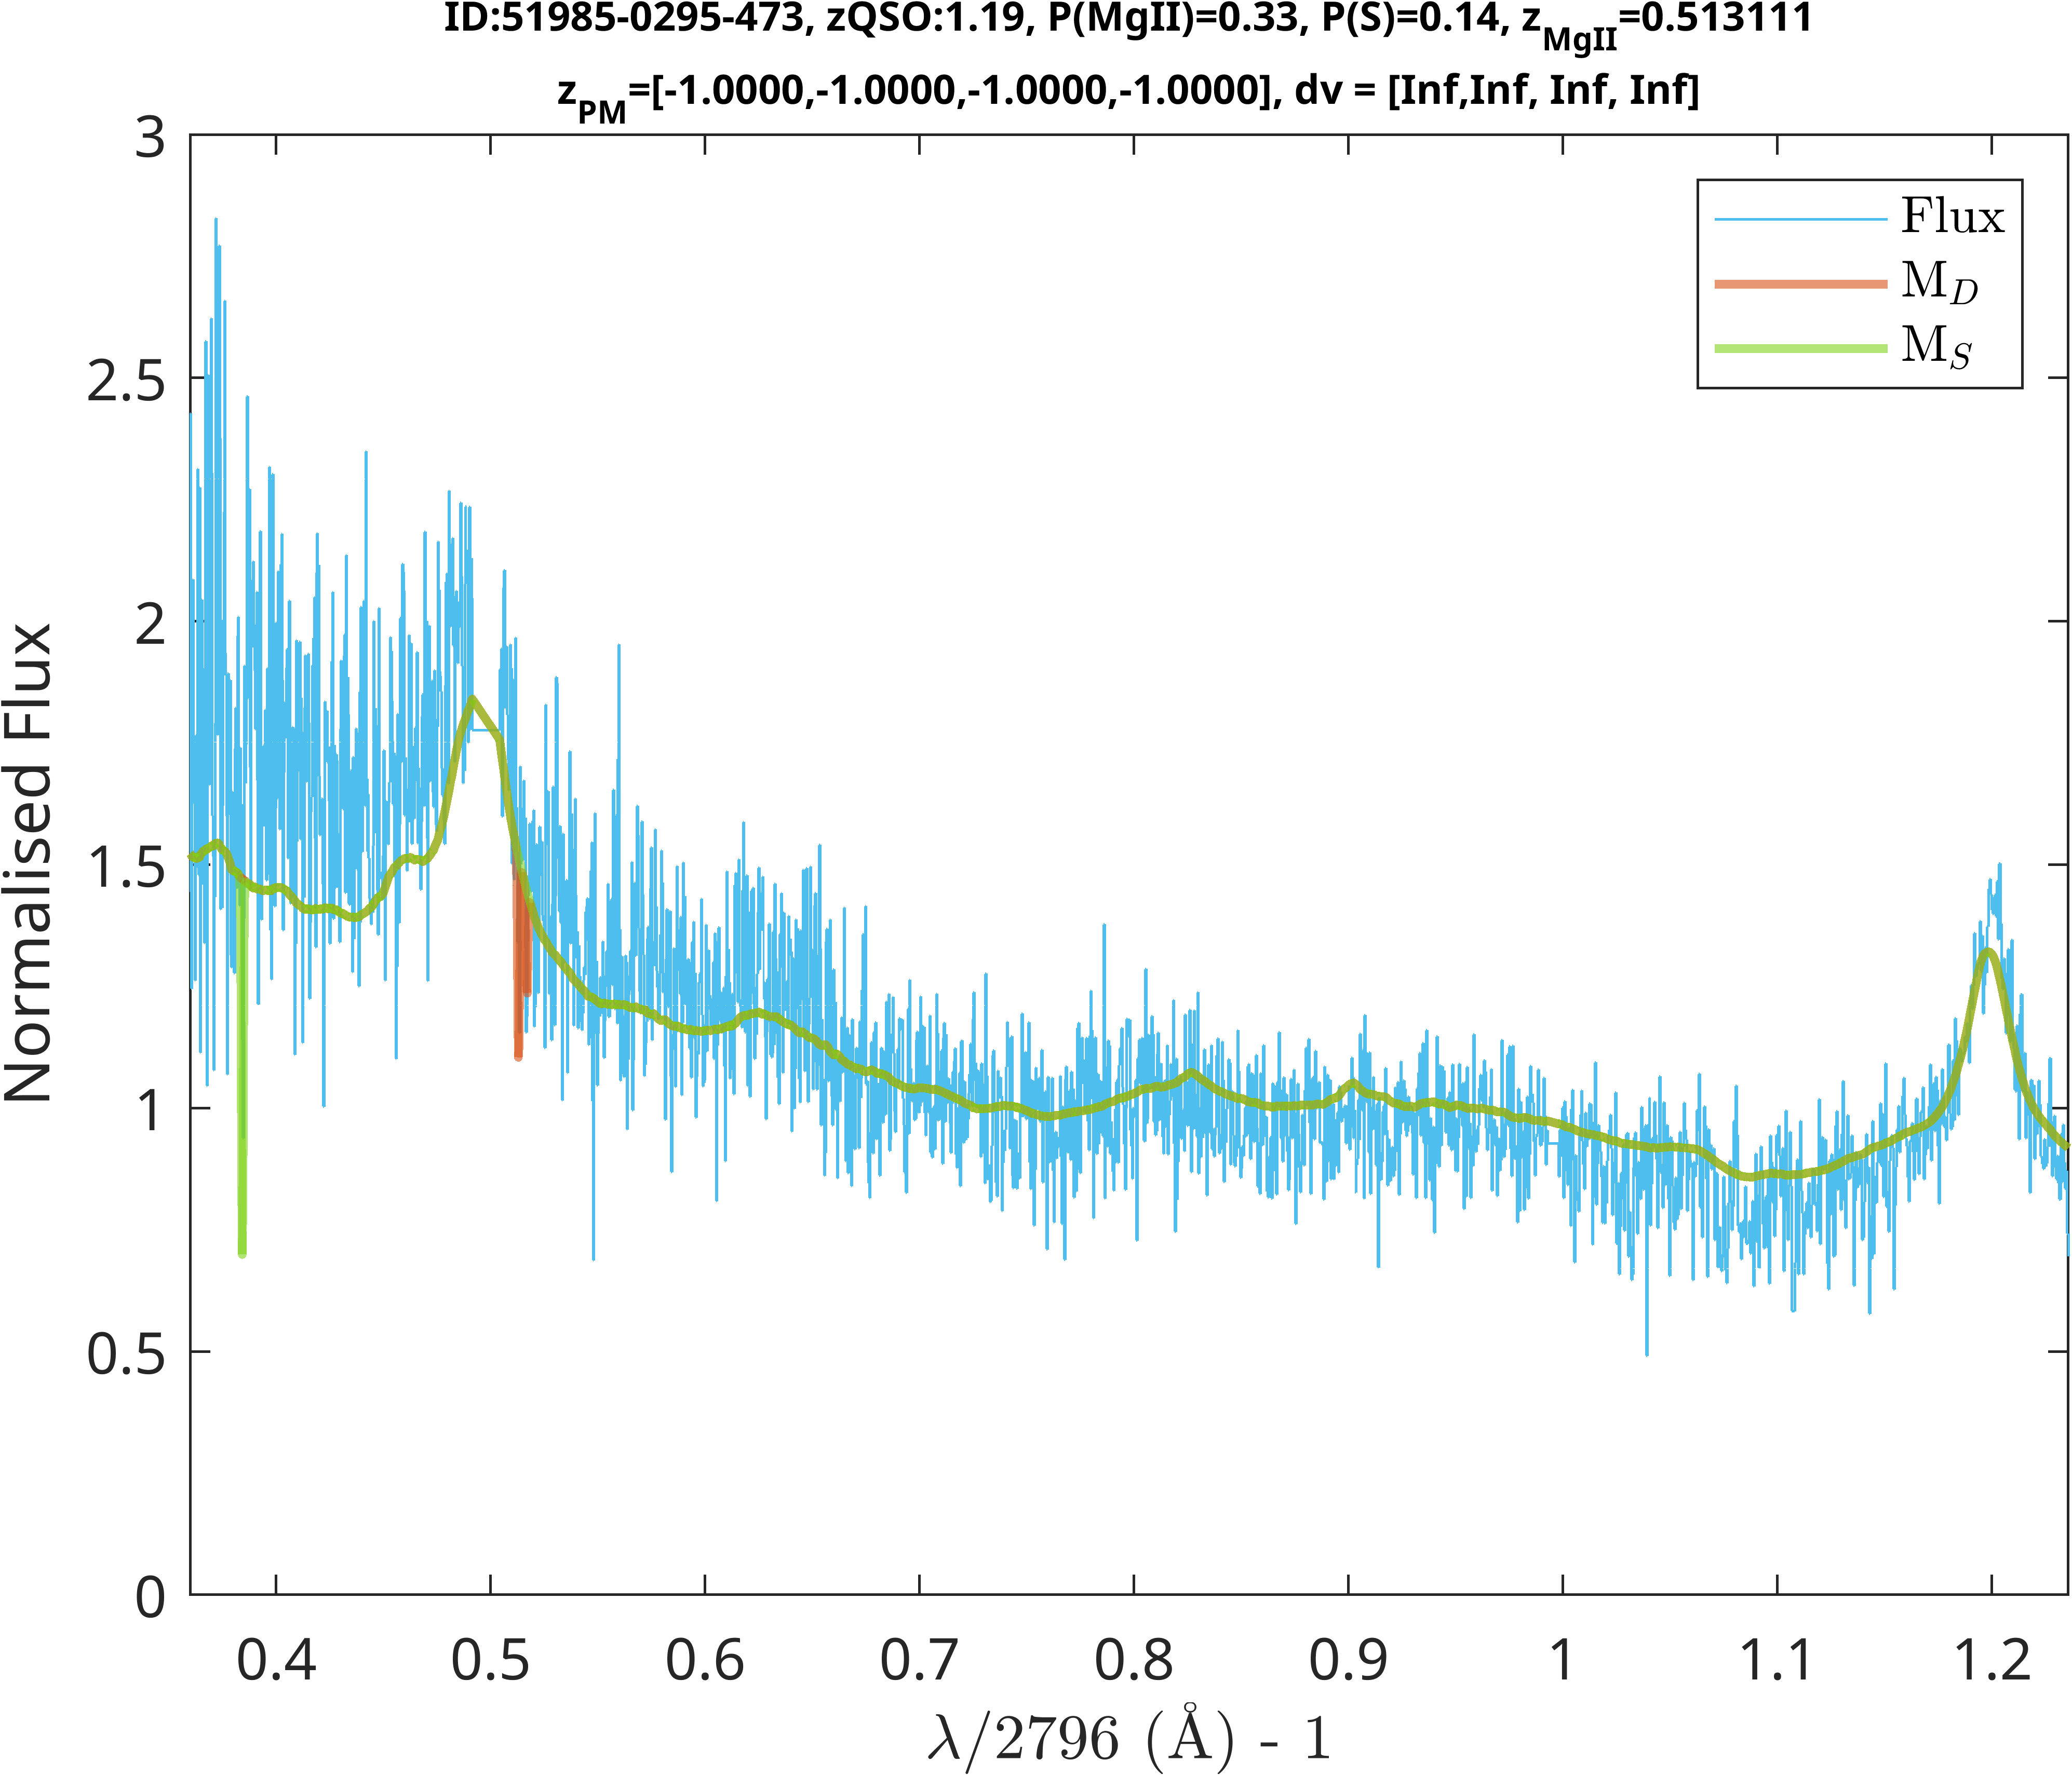 ID:51985-0295-473, zQSO:1.19, P(MgII)=0.33, P(S)=0.14, zMgII=0.513111
zPM=[-1.0000,-1.0000,-1.0000,-1.0000], dv = [Inf,Inf, Inf, Inf]
3
2.5
2
1.5
1
0.5
0
Normalised Flux
Flux
MD
MS
0.4 0.5 0.6 0.7 0.8 0.9 1 1.1 1.2
λ/2796 (Å) - 1